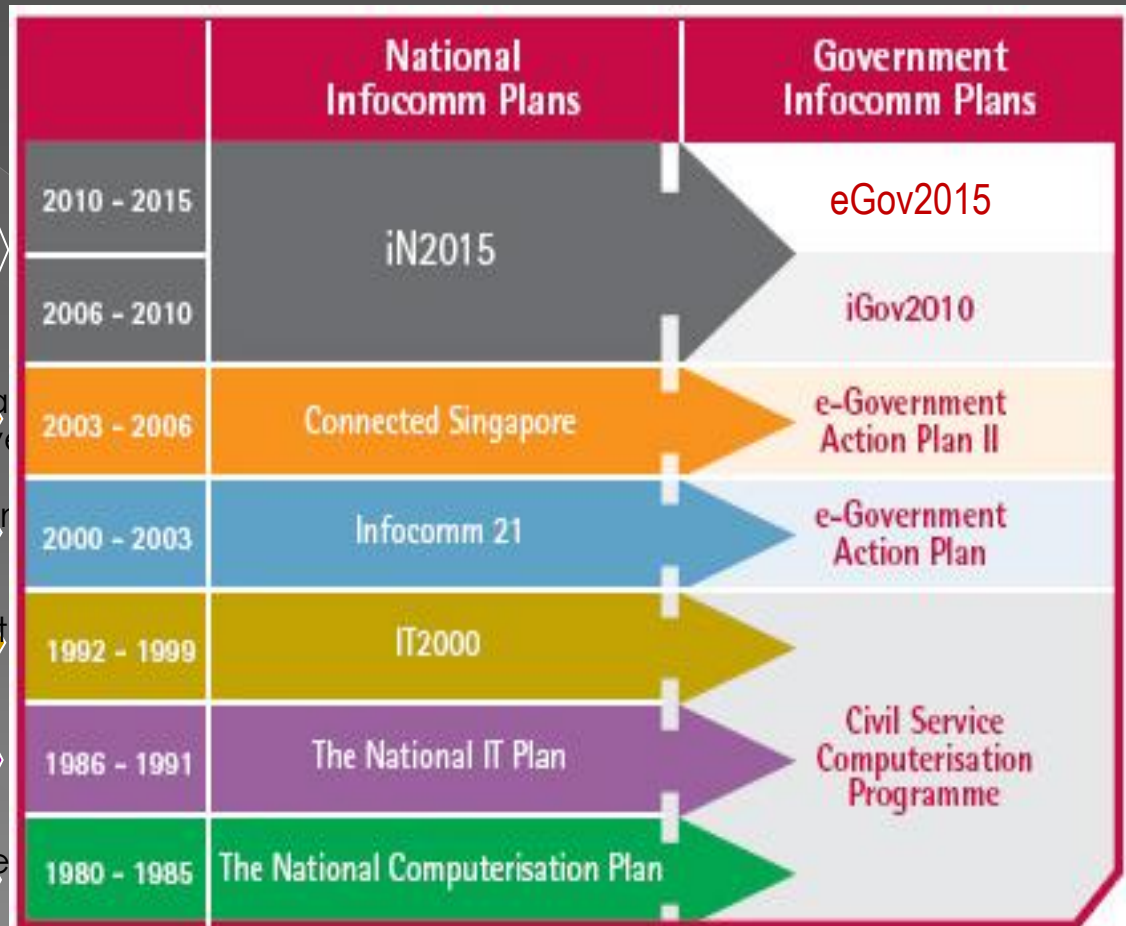 National
Infocomm Plans
Government
Infocomm Plans
2010 - 2015
iN2015
eGov2015
2006 - 2010
iGov2010
2003 - 2006
Connected Singapore
e-Government
Action Plan II
2000 - 2003
Infocomm 21
e-Government
Action Plan
1992 - 1999
IT2000
1986 - 1991
The National IT Plan
Civil Service
Computerisation
Programme
1980 - 1985
The National Computerisation Plan